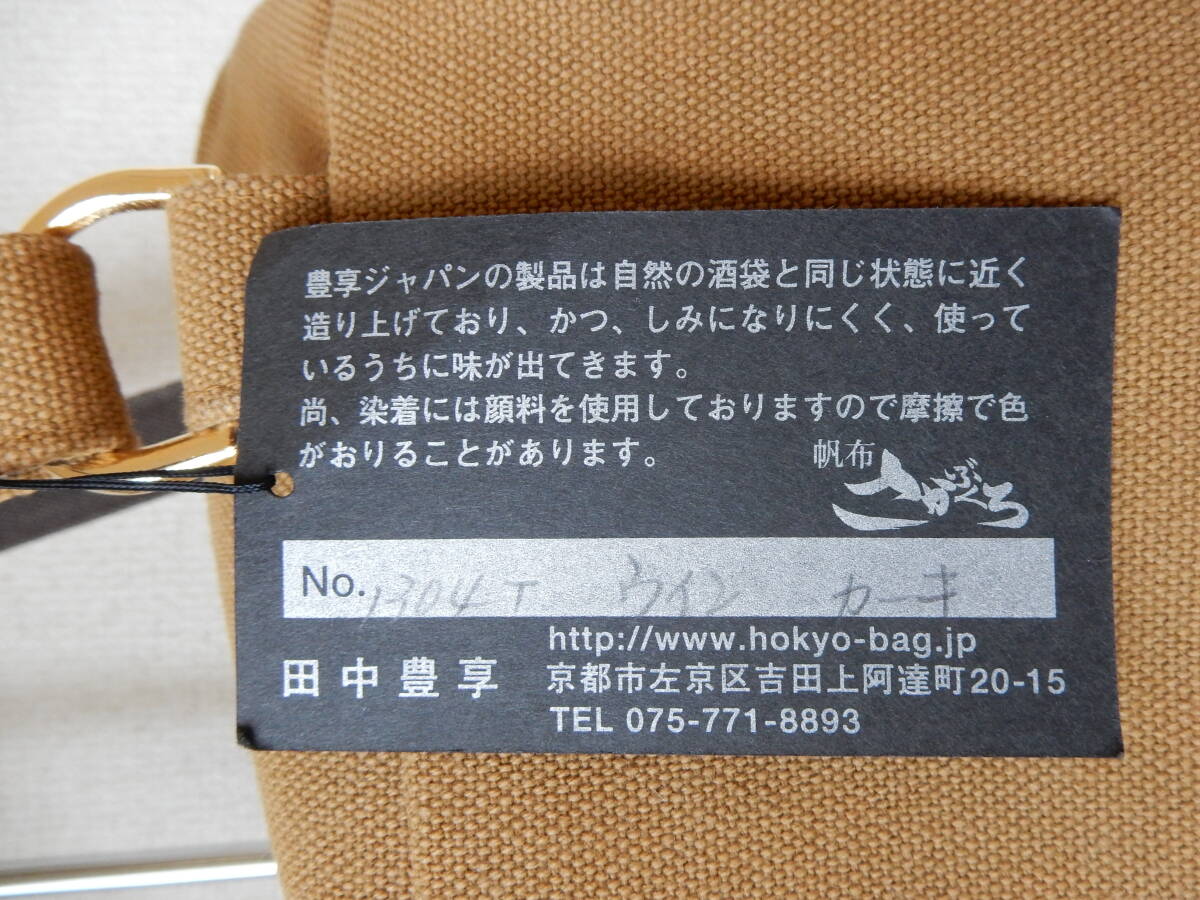 豊享ジャパンの製品は自然の酒袋と同じ状態に近く
造り上げており、かつ、しみになりにくく、使って
いるうちに味が出てきます。
尚、染着には顔料を使用しておりますので摩擦で色
がおりることがあります。
帆布
さかぶくろ
No. 1304T ウイン カーキ
http://www.hokyo-bag.jp
田中豊享
京都市左京区吉田上阿達町20-15
TEL 075-771-8893